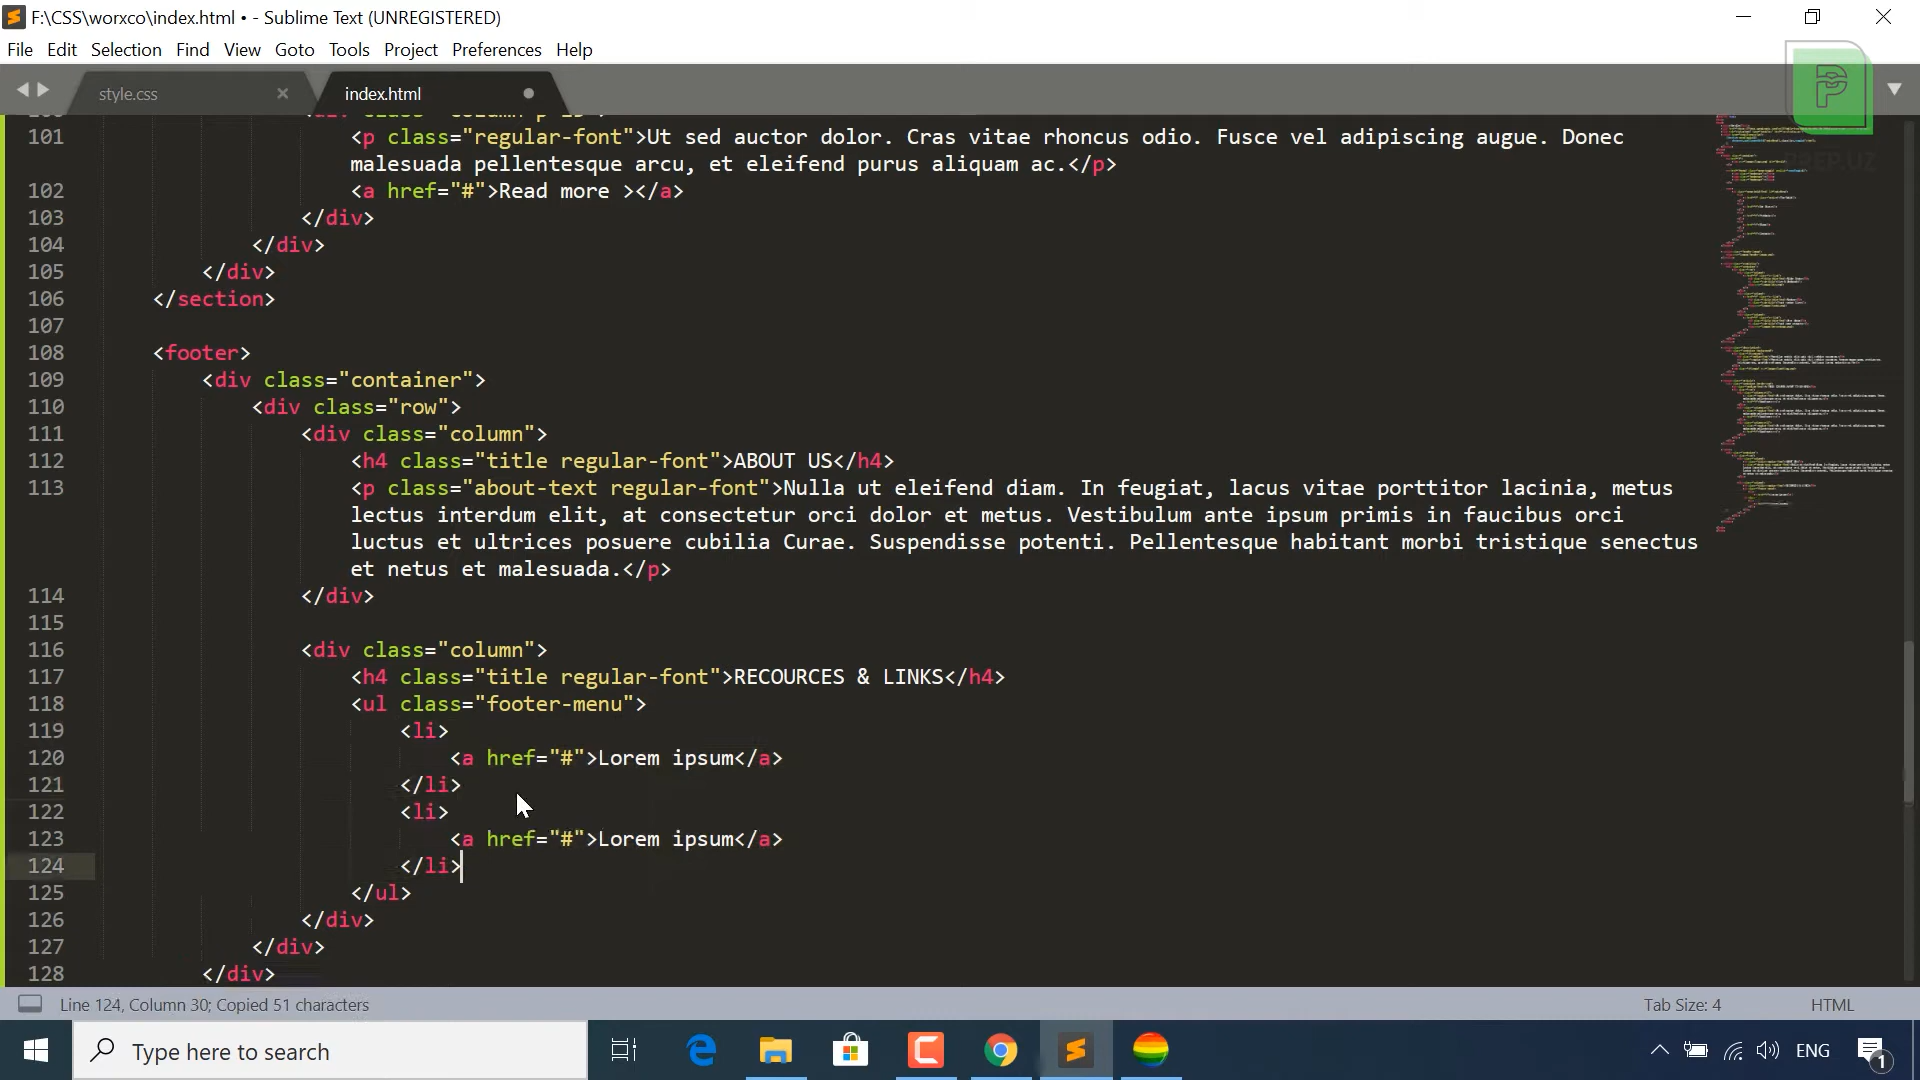 F:\CSS\worxco\index.html • - Sublime Text (UNREGISTERED)
File Edit Selection Find View Goto Tools Project Preferences Help
style.css × index.html
PREP.UZ
101 <p class="regular-font">Ut sed auctor dolor. Cras vitae rhoncus odio. Fusce vel adipiscing augue. Donec
malesuada pellentesque arcu, et eleifend purus aliquam ac.</p>
102 <a href="#">Read more ></a>
103 </div>
104 </div>
105 </div>
106 </section>
107
108 <footer>
109 <div class="container">
110 <div class="row">
111 <div class="column">
112 <h4 class="title regular-font">ABOUT US</h4>
113 <p class="about-text regular-font">Nulla ut eleifend diam. In feugiat, lacus vitae porttitor lacinia, metus
lectus interdum elit, at consectetur orci dolor et metus. Vestibulum ante ipsum primis in faucibus orci
luctus et ultrices posuere cubilia Curae. Suspendisse potenti. Pellentesque habitant morbi tristique senectus
et netus et malesuada.</p>
114 </div>
115
116 <div class="column">
117 <h4 class="title regular-font">RECOURCES & LINKS</h4>
118 <ul class="footer-menu">
119 <li>
120 <a href="#">Lorem ipsum</a>
121 </li>
122 <li>
123 <a href="#">Lorem ipsum</a>
124 </li>
125 </ul>
126 </div>
127 </div>
128 </div>
Line 124, Column 30; Copied 51 characters Tab Size: 4 HTML
Type here to search ENG 1